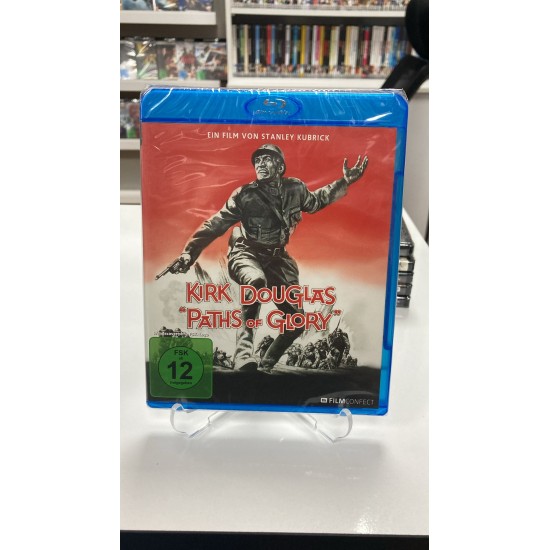 EIN FILM VON STANLEY KUBRICK
KIRK DOUGLAS
"PATHS OF GLORY"
FSK
12
FILMCONFECT